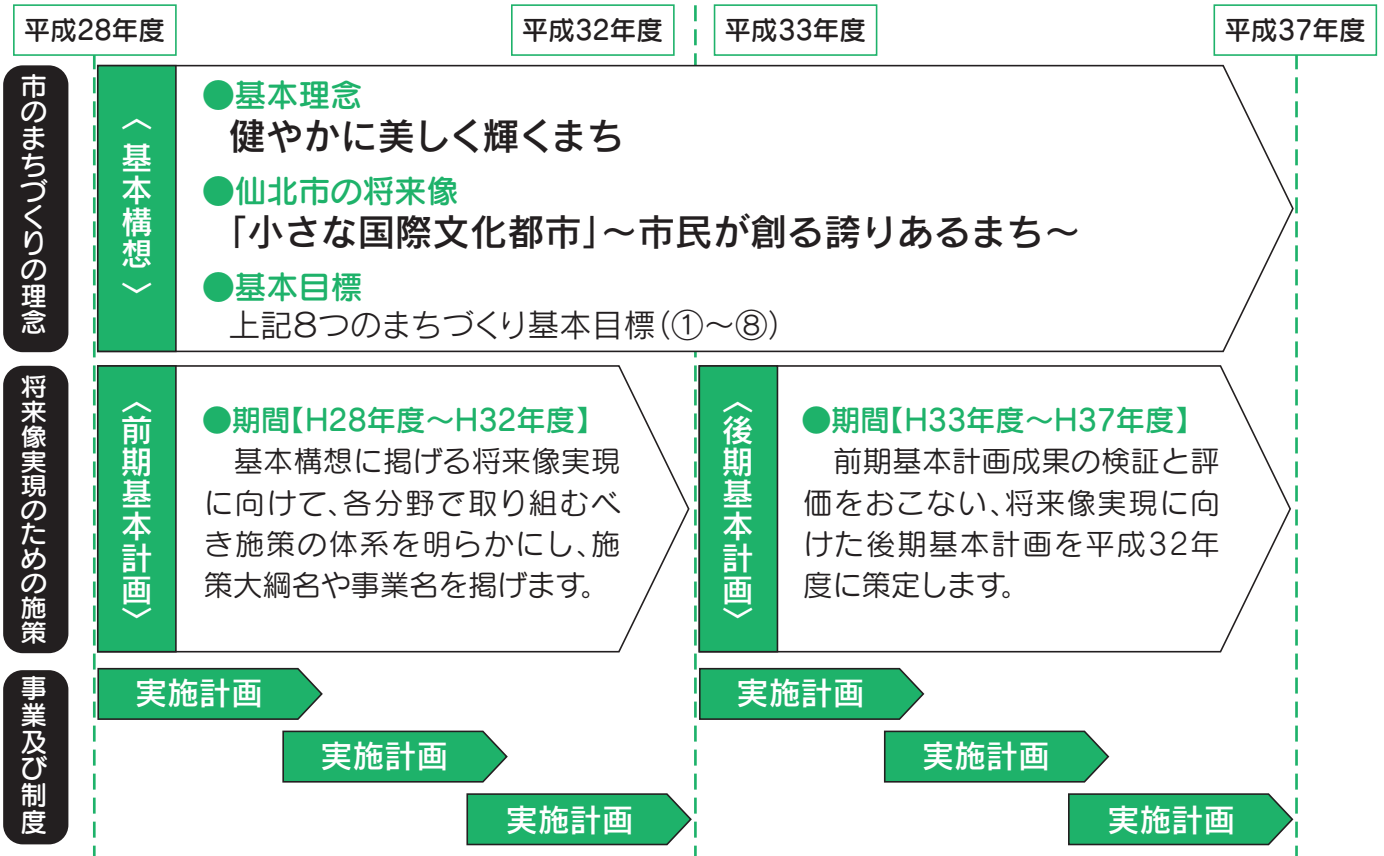 平成28年度
平成32年度
平成33年度
平成37年度
市のまちづくりの理念
〈基本構想〉
●基本理念
健やかに美しく輝くまち
●仙北市の将来像
「小さな国際文化都市」～市民が創る誇りあるまち～
●基本目標
上記8つのまちづくり基本目標(①～⑧)
将来像実現のための施策
〈前期基本計画〉
●期間【H28年度～H32年度】
基本構想に掲げる将来像実現
に向けて、各分野で取り組むべ
き施策の体系を明らかにし、施
策大綱名や事業名を掲げます。
〈後期基本計画〉
●期間【H33年度～H37年度】
前期基本計画成果の検証と評
価をおこない、将来像実現に向
けた後期基本計画を平成32年
度に策定します。
事業及び制度
実施計画
実施計画
実施計画
実施計画
実施計画
実施計画